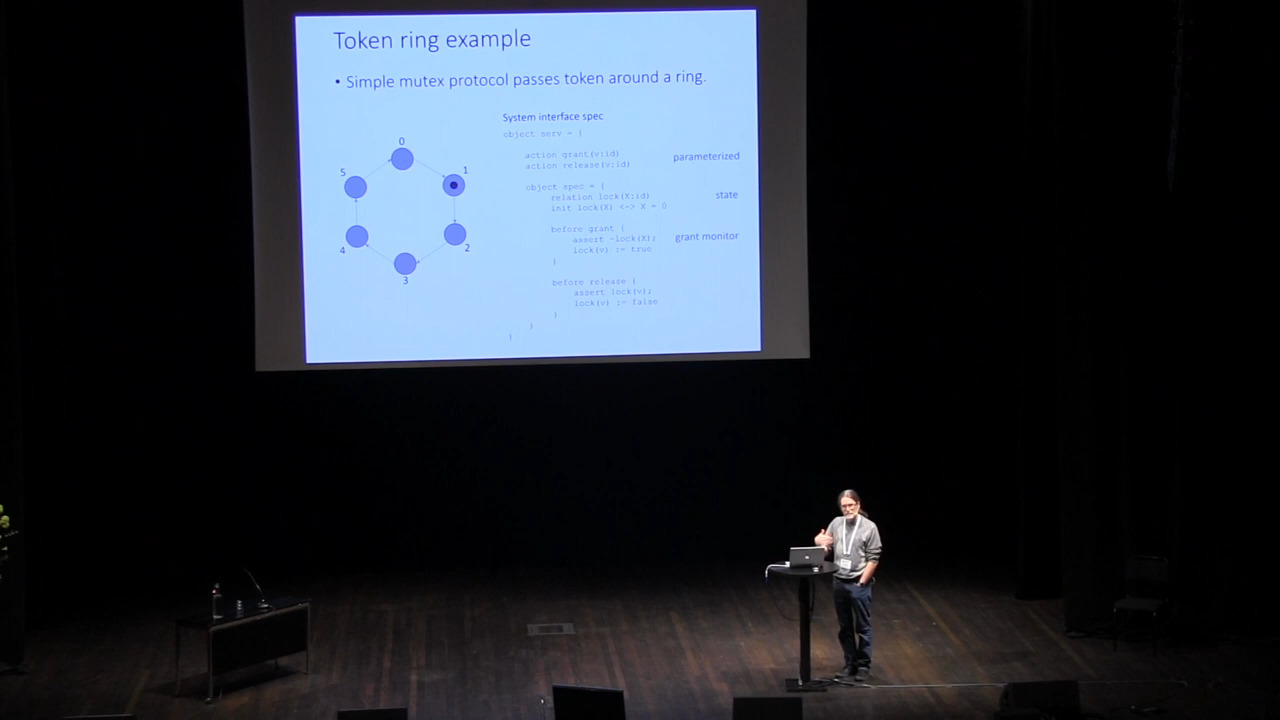 Token ring example
• Simple mutex protocol passes token around a ring.
System interface spec
object serv = {
action grant(v:id)
action release(v:id)
parameterized
object spec = {
relation lock(X:id)
init lock(X) <-> X = 0
state
before grant {
assert ~lock(X);
lock(v) := true
}
grant monitor
before release {
assert lock(v);
lock(v) := false
}
}
}
0
1
2
3
4
5